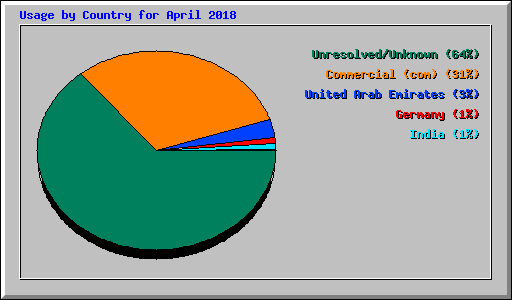 Usage by Country for April 2018
Unresolved/Unknown (64%)
Commercial (com) (31%)
United Arab Emirates (3%)
Germany (1%)
India (1%)